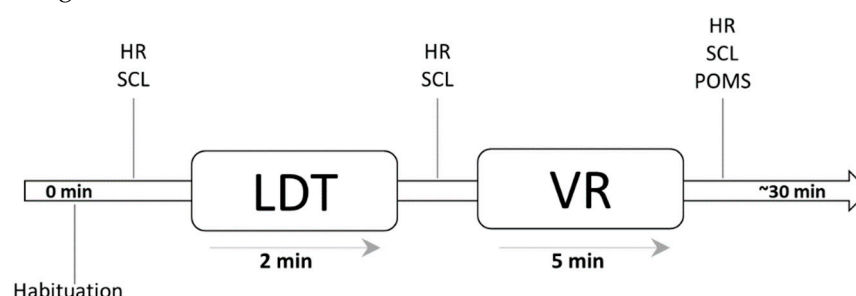 HR
SCL
HR
SCL
HR
SCL
POMS
0 min
LDT
VR
~30 min
2 min
5 min
Habituation